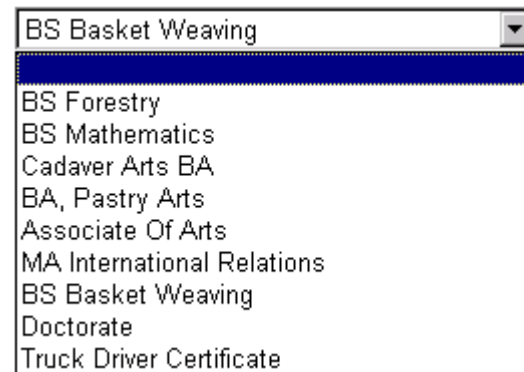 BS Basket Weaving
BS Forestry
BS Mathematics
Cadaver Arts BA
BA, Pastry Arts
Associate Of Arts
MA International Relations
BS Basket Weaving
Doctorate
Truck Driver Certificate